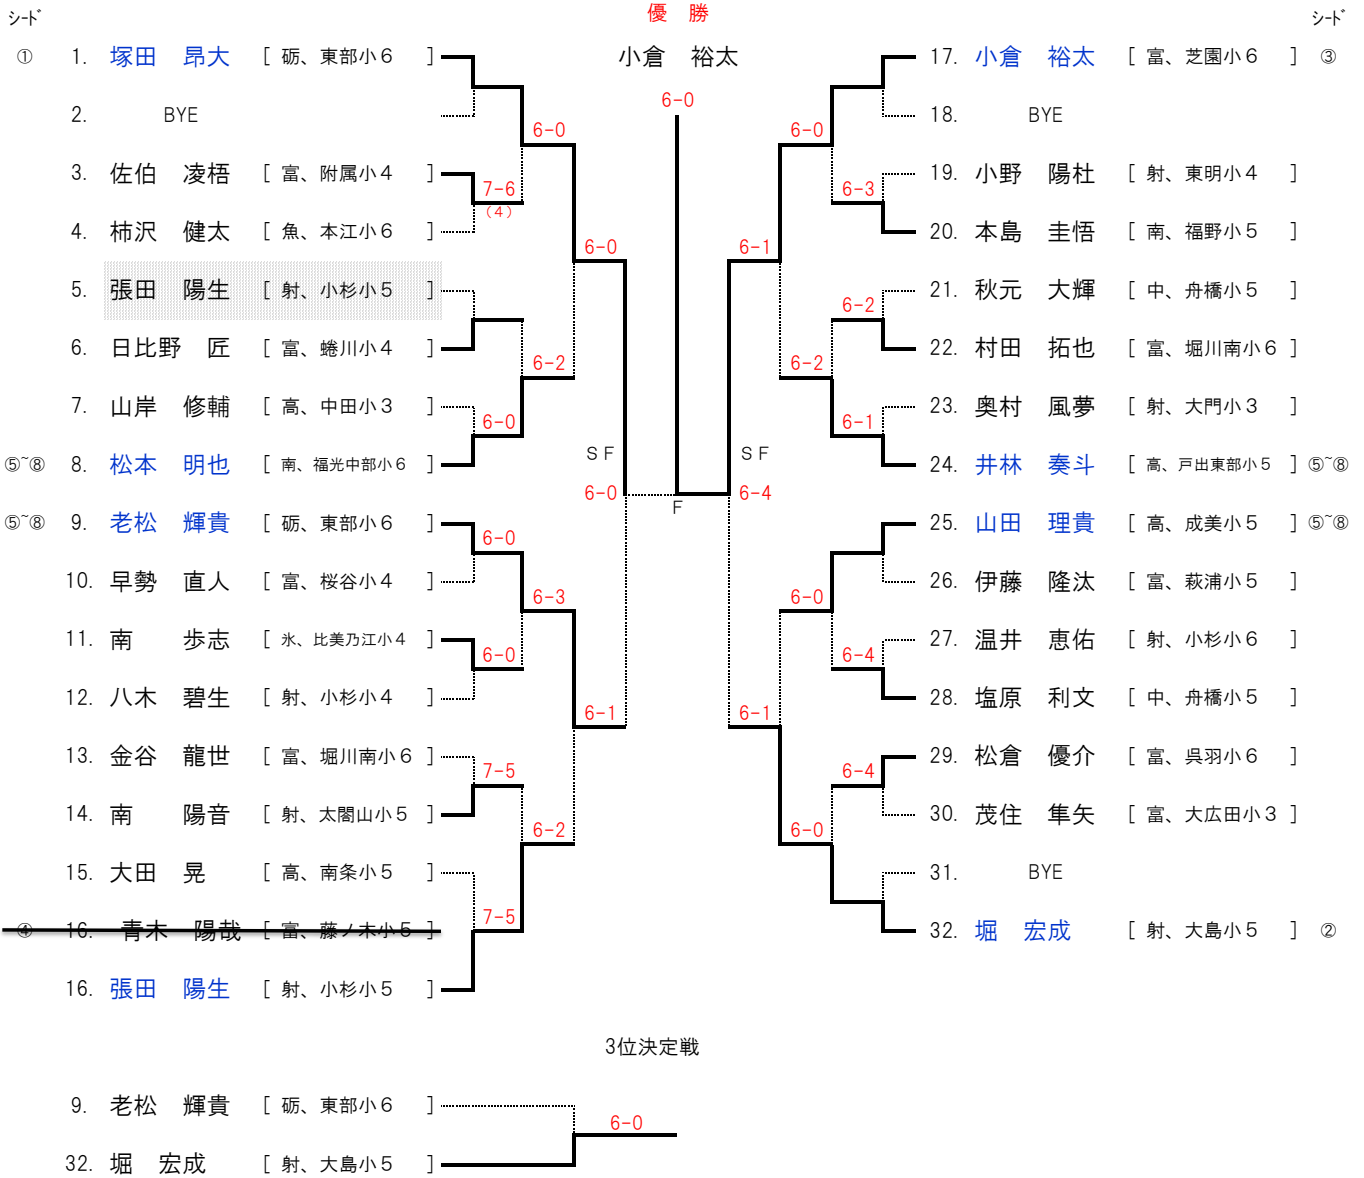 優 勝
小倉 裕太
6-0
シード
① 1. 塚田 昂大 [ 砺、東部小６ ]
2. BYE
3. 佐伯 凌梧 [ 富、附属小４ ]
4. 柿沢 健太 [ 魚、本江小６ ]
5. 張田 陽生 [ 射、小杉小５ ]
6. 日比野 匠 [ 富、蜷川小４ ]
7. 山岸 修輔 [ 高、中田小３ ]
⑤~⑧ 8. 松本 明也 [ 南、福光中部小６ ]
⑤~⑧ 9. 老松 輝貴 [ 砺、東部小６ ]
10. 早勢 直人 [ 富、桜谷小４ ]
11. 南 歩志 [ 氷、比美乃江小４ ]
12. 八木 碧生 [ 射、小杉小４ ]
13. 金谷 龍世 [ 富、堀川南小６ ]
14. 南 陽音 [ 射、太閤山小５ ]
15. 大田 晃 [ 高、南条小５ ]
④ 16. 青木 陽哉 [ 富、藤ノ木小５ ]
16. 張田 陽生 [ 射、小杉小５ ]
7-6
（４）
6-0
6-0
6-0
7-5
7-5
6-0
6-2
6-3
6-2
6-0
6-1
ＳＦ
6-0
F
シード
17. 小倉 裕太 [ 富、芝園小６ ] ③
18. BYE
19. 小野 陽杜 [ 射、東明小４ ]
20. 本島 圭悟 [ 南、福野小５ ]
21. 秋元 大輝 [ 中、舟橋小５ ]
22. 村田 拓也 [ 富、堀川南小６ ]
23. 奥村 風夢 [ 射、大門小３ ]
24. 井林 奏斗 [ 高、戸出東部小５ ] ⑤~⑧
25. 山田 理貴 [ 高、成美小５ ] ⑤~⑧
26. 伊藤 隆汰 [ 富、萩浦小５ ]
27. 温井 恵佑 [ 射、小杉小６ ]
28. 塩原 利文 [ 中、舟橋小５ ]
29. 松倉 優介 [ 富、呉羽小６ ]
30. 茂住 隼矢 [ 富、大広田小３ ]
31. BYE
32. 堀 宏成 [ 射、大島小５ ] ②
6-3
6-2
6-1
6-4
6-4
6-0
6-2
6-0
6-0
6-1
6-1
ＳＦ
6-4
3位決定戦
9. 老松 輝貴 [ 砺、東部小６ ]
32. 堀 宏成 [ 射、大島小５ ]
6-0